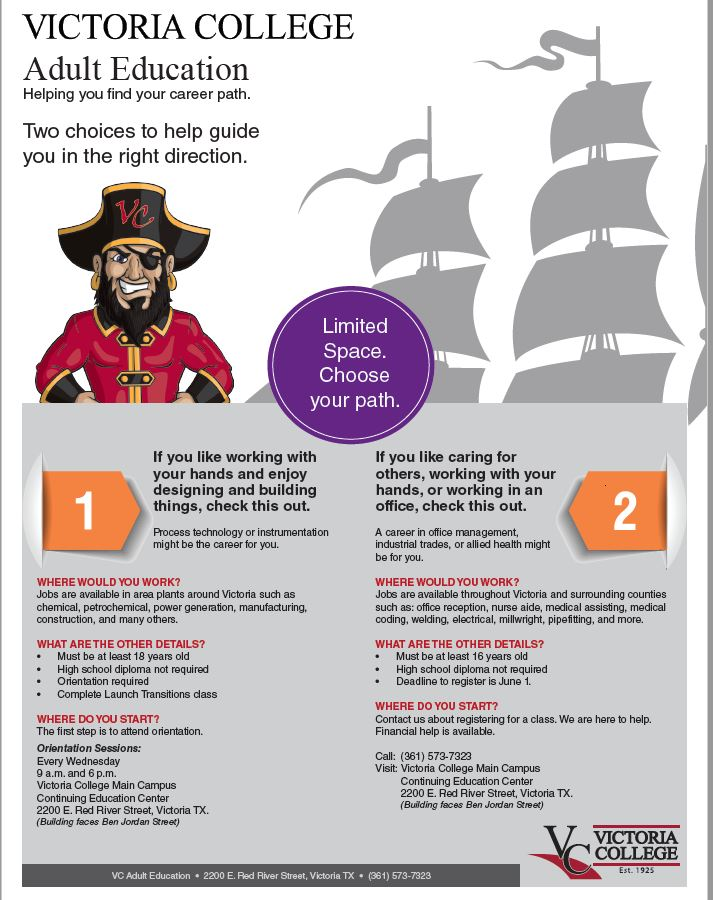 VICTORIA COLLEGE
Adult Education
Helping you find your career path.
Two choices to help guide
you in the right direction.
VC
Limited
Space.
Choose
your path.
1
If you like working with
your hands and enjoy
designing and building
things, check this out.
Process technology or instrumentation
might be the career for you.
WHERE WOULD YOU WORK?
Jobs are available in area plants around Victoria such as
chemical, petrochemical, power generation, manufacturing,
construction, and many others.
WHAT ARE THE OTHER DETAILS?
• Must be at least 18 years old
• High school diploma not required
• Orientation required
• Complete Launch Transitions class
WHERE DO YOU START?
The first step is to attend orientation.
Orientation Sessions:
Every Wednesday
9 a.m. and 6 p.m.
Victoria College Main Campus
Continuing Education Center
2200 E. Red River Street, Victoria TX.
(Building faces Ben Jordan Street)
2
If you like caring for
others, working with your
hands, or working in an
office, check this out.
A career in office management,
industrial trades, or allied health might
be for you.
WHERE WOULD YOU WORK?
Jobs are available throughout Victoria and surrounding counties
such as: office reception, nurse aide, medical assisting, medical
coding, welding, electrical, millwright, pipefitting, and more.
WHAT ARE THE OTHER DETAILS?
• Must be at least 16 years old
• High school diploma not required
• Deadline to register is June 1.
WHERE DO YOU START?
Contact us about registering for a class. We are here to help.
Financial help is available.
Call: (361) 573-7323
Visit: Victoria College Main Campus
Continuing Education Center
2200 E. Red River Street, Victoria TX.
(Building faces Ben Jordan Street)
VC Adult Education • 2200 E. Red River Street, Victoria TX • (361) 573-7323
VC
VICTORIA
COLLEGE
Est. 1925